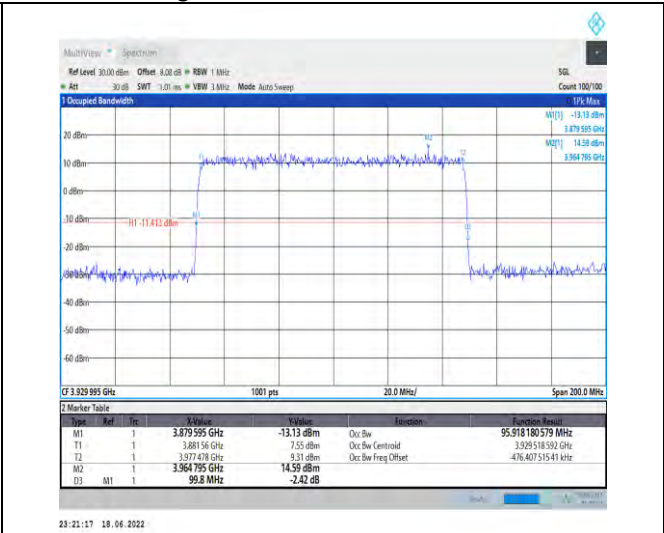 MultiView Spectrum
Ref Level 30.00 dBm Offset 8.08 dB RBW 1 MHz SGL
Att 30 dB SWT 1.01 ms VBW 3 MHz Mode Auto Sweep Count 100/100
1 Occupied Bandwidth 1Pk Max
M1[1] -13.13 dBm
3.879 595 GHz
M2[1] 14.59 dBm
3.964 795 GHz
20 dBm
M2
T2
10 dBm
0 dBm
-10 dBm
M1
H1 -11.413 dBm
-20 dBm
-30 dBm
-40 dBm
-50 dBm
-60 dBm
CF 3.929 995 GHz 1001 pts 20.0 MHz/ Span 200.0 MHz
2 Marker Table
Type Ref Trc X-Value Y-Value Function Function Result
M1 1 3.879 595 GHz -13.13 dBm Occ Bw 95.918 180 579 MHz
T1 1 3.881 56 GHz 7.55 dBm Occ Bw Centroid 3.929 518 592 GHz
T2 1 3.977 478 GHz 9.31 dBm Occ Bw Freq Offset -476.407 515 41 kHz
M2 1 3.964 795 GHz 14.59 dBm
D3 M1 1 99.8 MHz -2.42 dB
23:21:17 18.06.2022